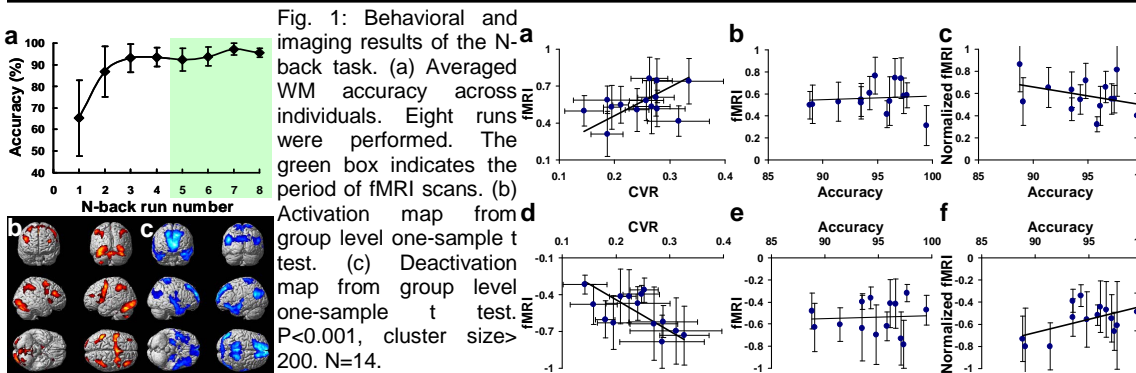 a
Accuracy (%)
100
90
80
70
60
50
40
0 1 2 3 4 5 6 7 8
N-back run number
b
c
Fig. 1: Behavioral and
imaging results of the N-
back task. (a) Averaged
WM accuracy across
individuals. Eight runs
were performed. The
green box indicates the
period of fMRI scans. (b)
Activation map from
group level one-sample t
test. (c) Deactivation
map from group level
one-sample t test.
P<0.001, cluster size>
200. N=14.
a
fMRI
1
0.7
0.4
0.1
0.1 0.2 0.3 0.4
CVR
b
fMRI
1
0.8
0.6
0.4
0.2
0
85 90 95 100
Accuracy
c
Normalized fMRI
1
0.8
0.6
0.4
0.2
0
85 90 95
Accuracy
d
CVR
0.1 0.2 0.3 0.4
fMRI
-0.1
-0.4
-0.7
-1
e
Accuracy
85 90 95 100
fMRI
0
-0.2
-0.4
-0.6
-0.8
-1
f
Accuracy
85 90 95
Normalized fMRI
0
-0.2
-0.4
-0.6
-0.8
-1